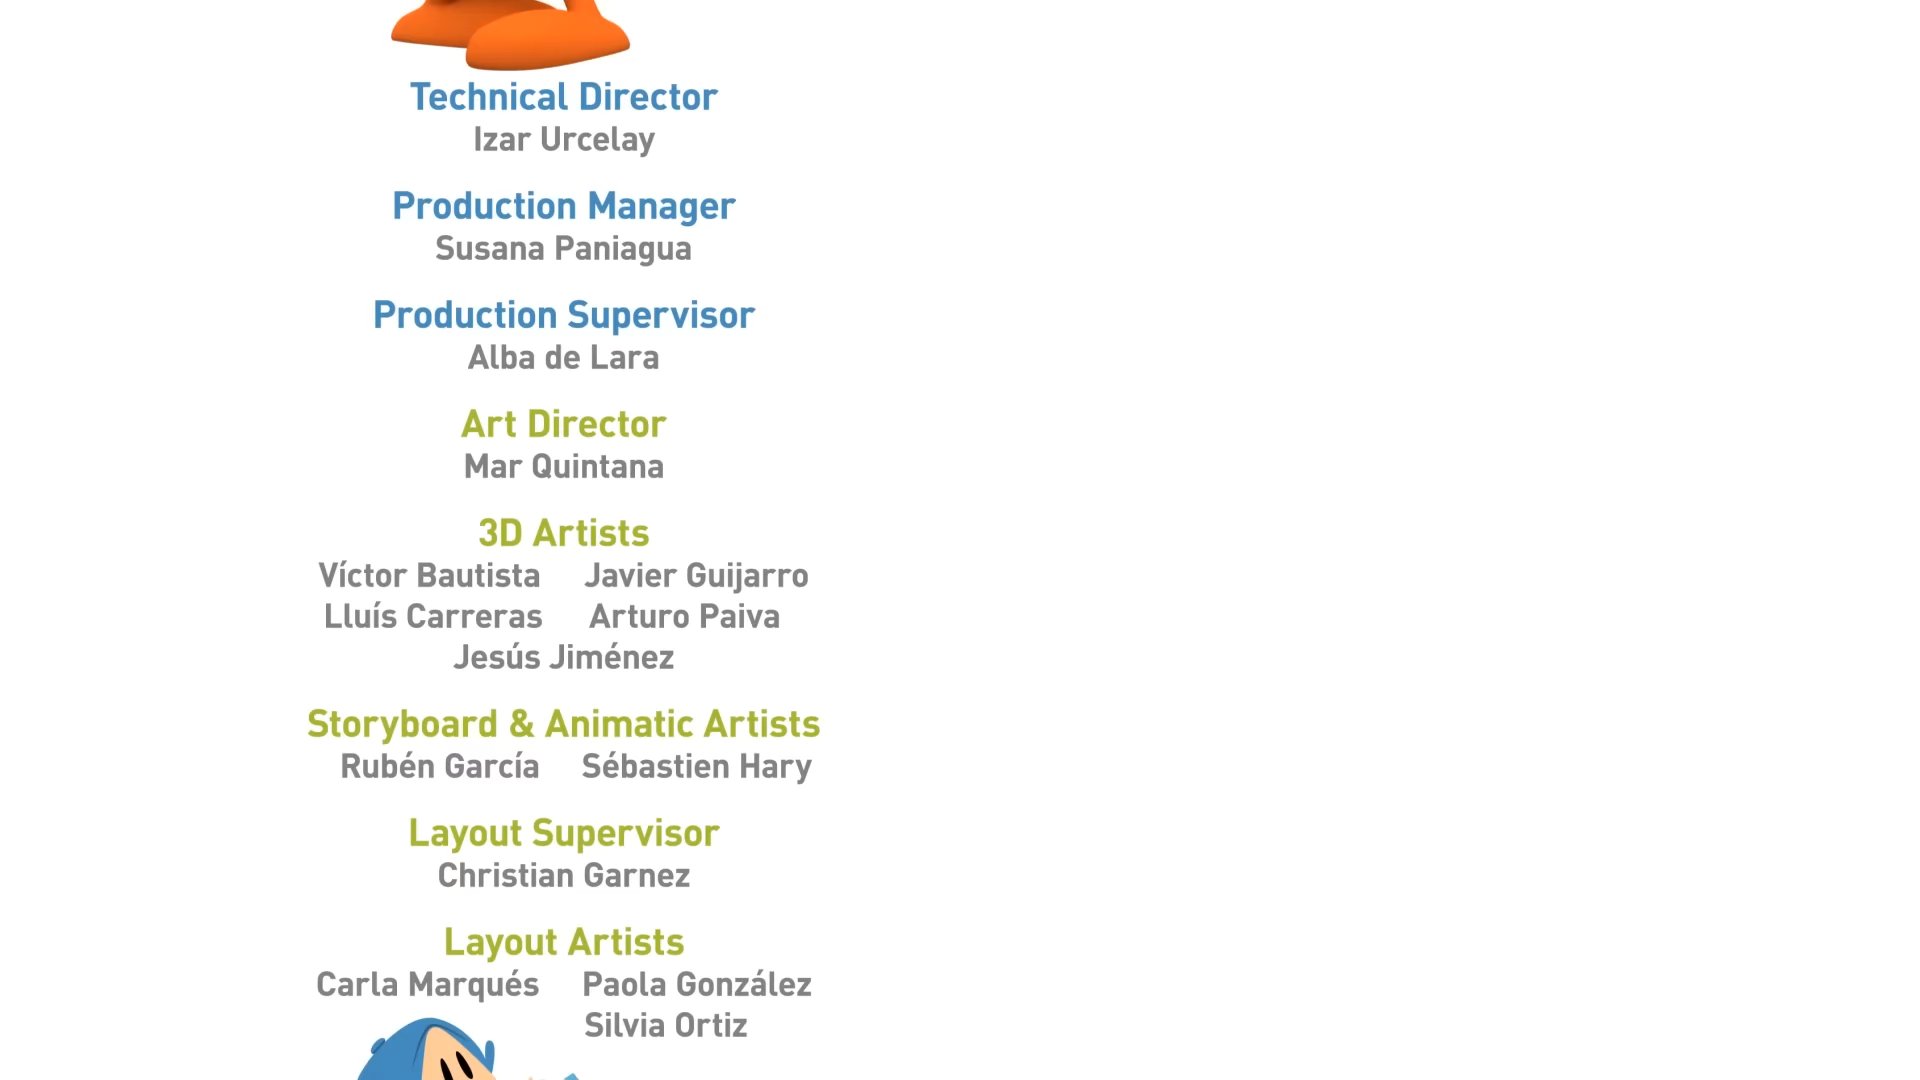 Technical Director
Izar Urcelay
Production Manager
Susana Paniagua
Production Supervisor
Alba de Lara
Art Director
Mar Quintana
3D Artists
Víctor Bautista Javier Guijarro
Lluís Carreras Arturo Paiva
Jesús Jiménez
Storyboard & Animatic Artists
Rubén García Sébastien Hary
Layout Supervisor
Christian Garnez
Layout Artists
Carla Marqués Paola González
Silvia Ortiz